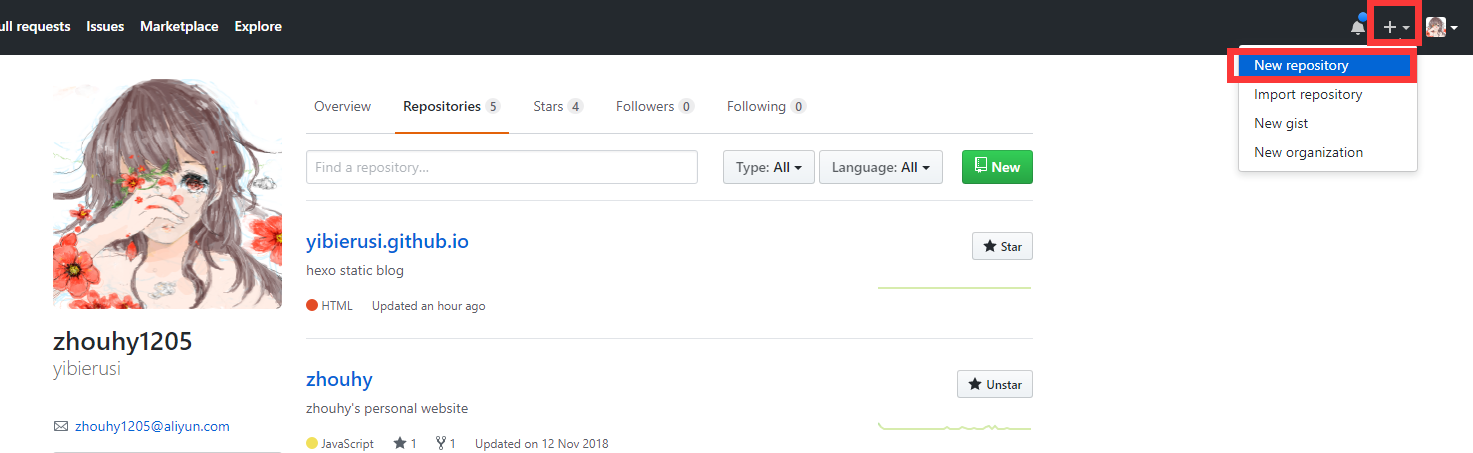 ull requests Issues Marketplace Explore
New repository
Import repository
New gist
New organization
Overview Repositories 5 Stars 4 Followers 0 Following 0
Find a repository... Type: All Language: All New
yibierusi.github.io Star
hexo static blog
HTML Updated an hour ago
zhouhy1205
yibierusi
zhouhy1205@aliyun.com
zhouhy Unstar
zhouhy's personal website
JavaScript 1 1 Updated on 12 Nov 2018